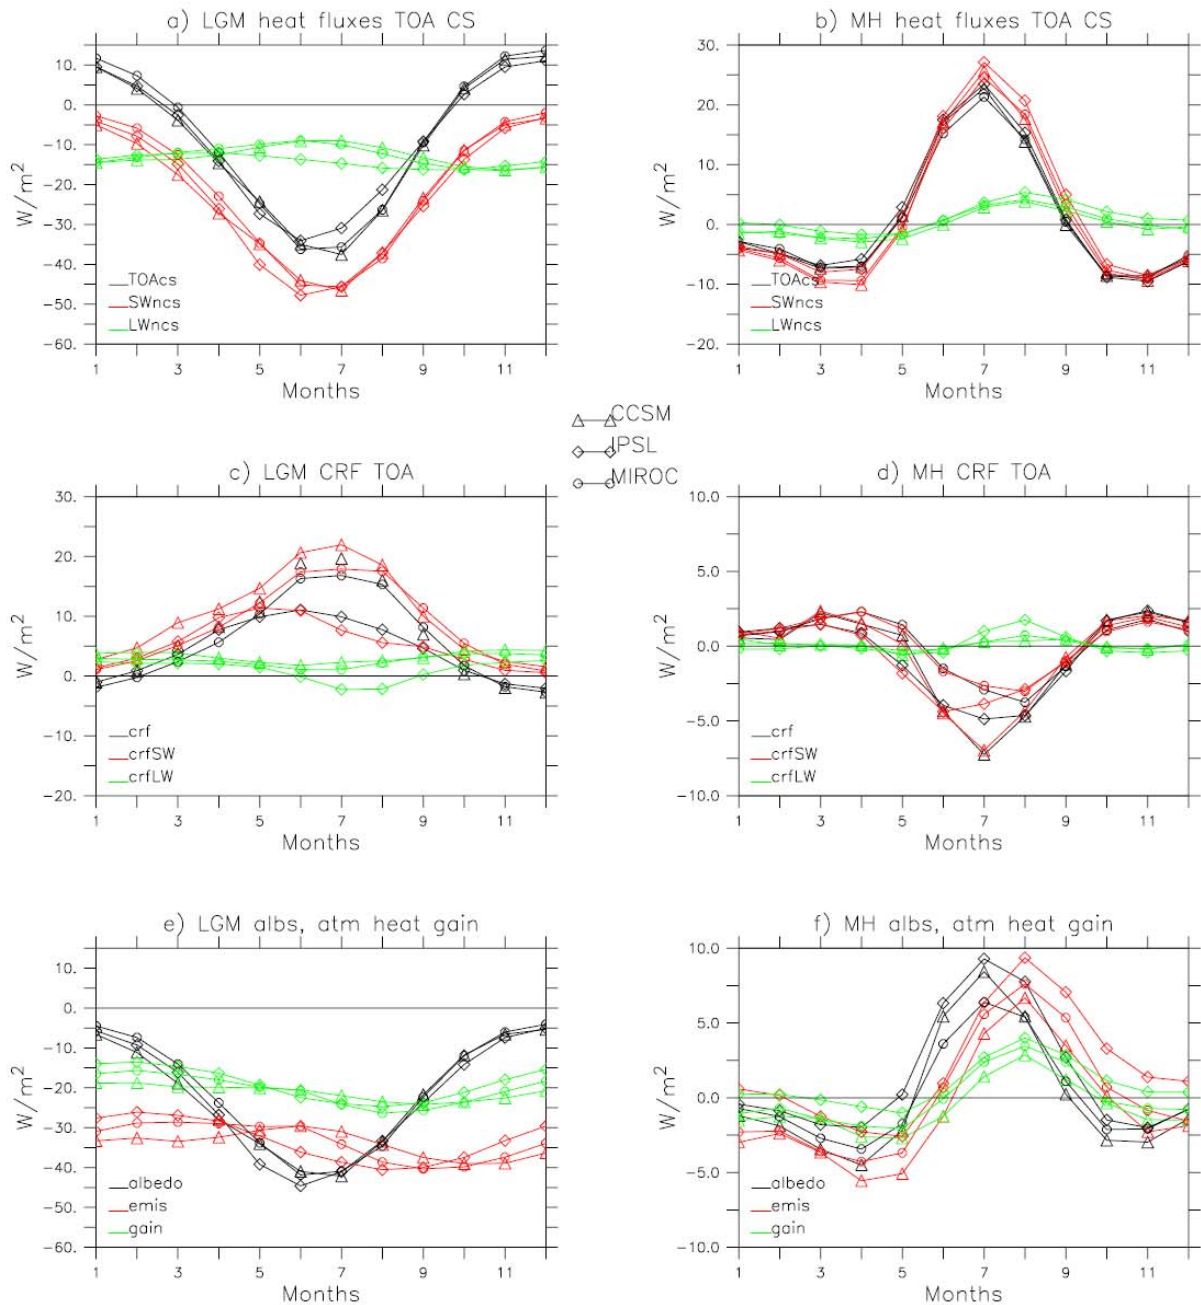 a) LGM heat fluxes TOA CS
10.
0.
-10.
-20.
-30.
-40.
-50.
-60.
W/m²
TOAcs
SWncs
LWncs
1 3 5 7 9 11
Months
b) MH heat fluxes TOA CS
30.
20.
10.
0.
-10.
-20.
W/m²
TOAcs
SWncs
LWncs
1 3 5 7 9 11
Months
CCSM
IPSL
MIROC
c) LGM CRF TOA
30.
20.
10.
0.
-10.
-20.
W/m²
crf
crfSW
crfLW
1 3 5 7 9 11
Months
d) MH CRF TOA
10.0
5.0
0.0
-5.0
-10.0
W/m²
crf
crfSW
crfLW
1 3 5 7 9 11
Months
e) LGM albs, atm heat gain
10.
0.
-10.
-20.
-30.
-40.
-50.
-60.
W/m²
albedo
emis
gain
1 3 5 7 9 11
Months
f) MH albs, atm heat gain
10.0
5.0
0.0
-5.0
-10.0
W/m²
albedo
emis
gain
1 3 5 7 9 11
Months